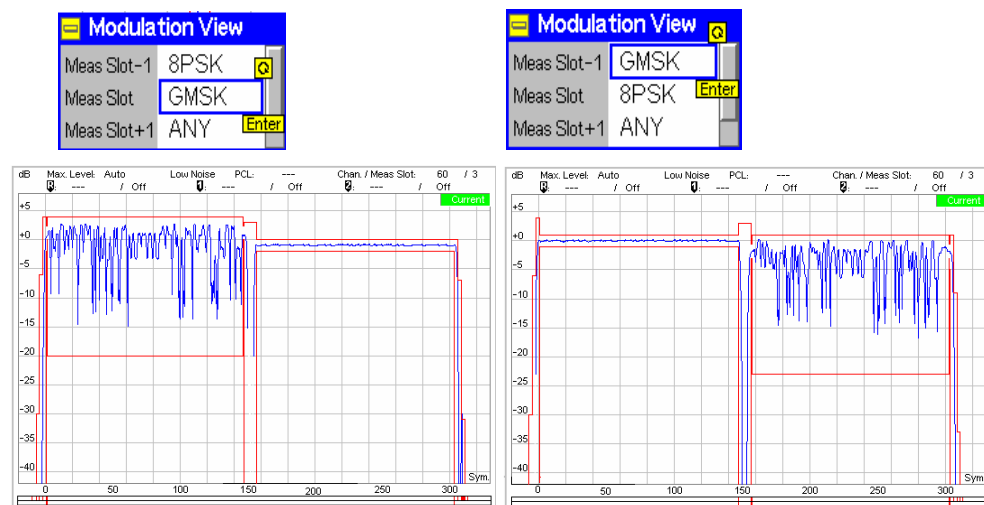 Modulation View
Meas Slot-1 8PSK
Meas Slot GMSK
Enter
Meas Slot+1 ANY
Modulation View
Meas Slot-1 GMSK
Meas Slot 8PSK
Enter
Meas Slot+1 ANY
dB Max. Level: Auto Low Noise PCL: --- Chan. / Meas Slot: 60 / 3
R: --- / Off 1: --- / Off 2: --- / Off
Current
+5
+0
-5
-10
-15
-20
-25
-30
-35
-40
Sym.
0 50 100 150 200 250 300
dB Max. Level: Auto Low Noise PCL: --- Chan. / Meas Slot: 60 / 3
R: --- / Off 1: --- / Off 2: --- / Off
Current
+5
+0
-5
-10
-15
-20
-25
-30
-35
-40
Sym.
0 50 100 150 200 250 300